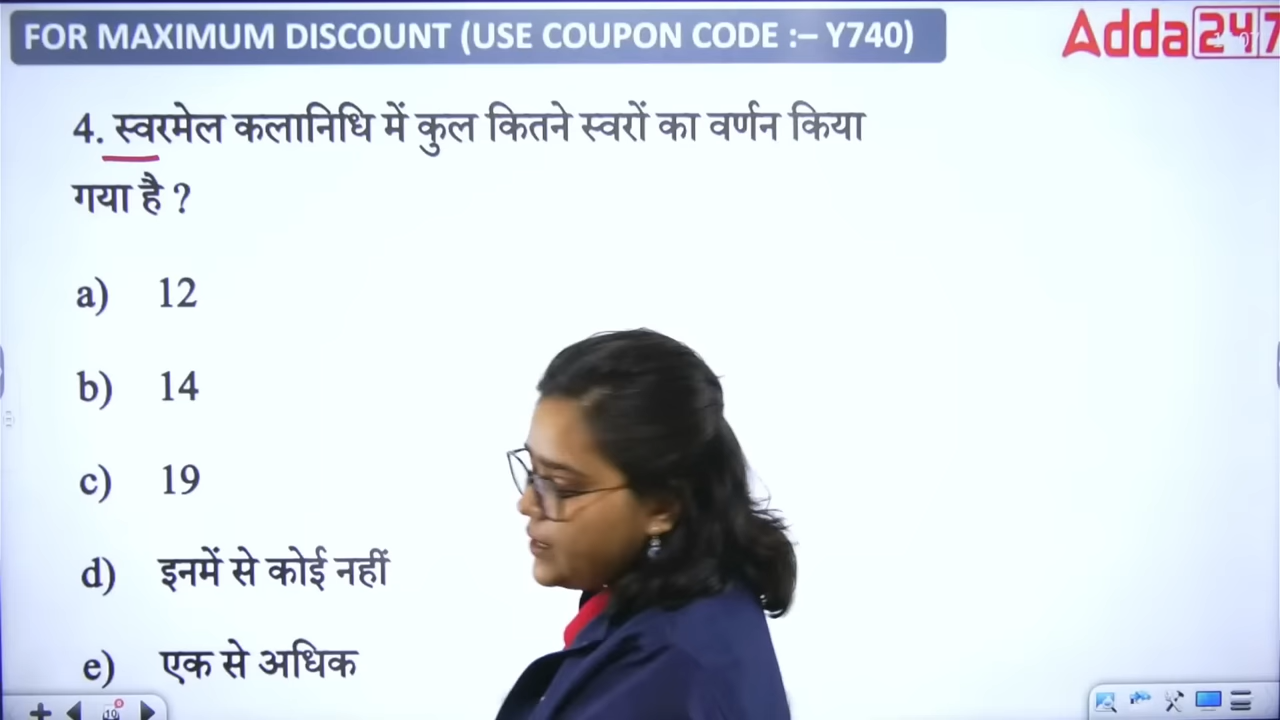 FOR MAXIMUM DISCOUNT (USE COUPON CODE :– Y740)
Adda247
4. स्वरमेल कलानिधि में कुल कितने स्वरों का वर्णन किया
गया है ?
a) 12
b) 14
c) 19
d) इनमें से कोई नहीं
e) एक से अधिक